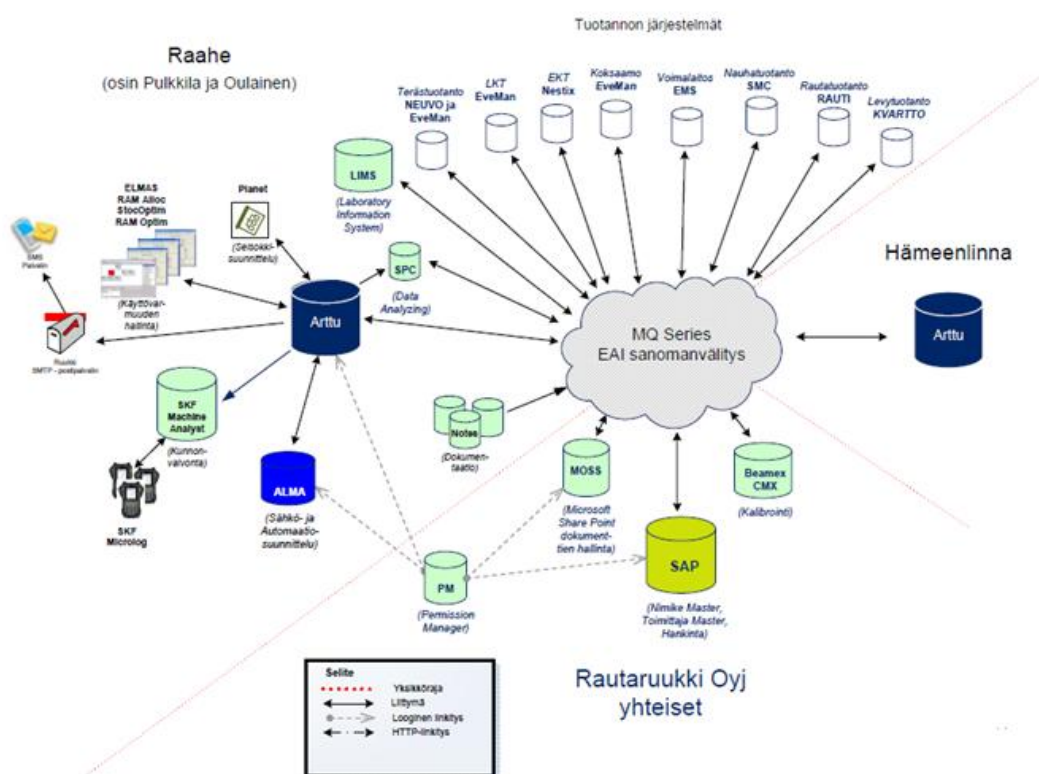 Tuotannon järjestelmät
Raahe
(osin Pulkkila ja Oulainen)
Terästuotanto
NEUVO ja
EveMan
LKT
EveMan
EKT
Nestix
Koksaamo
EveMan
Voimalaitos
EMS
Nauhatuotanto
SMC
Rautatuotanto
RAUTI
Levytuotanto
KVARTTO
LIMS
(Laboratory
Information
System)
ELMAS
RAM Alloc
StocOptim
RAM Optim
(Käyttövar-
muuden
hallinta)
Planet
(Seisokki-
suunnittelu)
SMS
Palvelin
SPC
(Data
Analyzing)
Arttu
Ruukki
SMTP - postipalvelin
MQ Series
EAI sanomanvälitys
Hämeenlinna
Arttu
SKF
Machine
Analyst
(Kunnon-
valvonta)
SKF
Microlog
Notes
(Dokumen-
taatio)
ALMA
(Sähkö- ja
Automaatio-
suunnittelu)
MOSS
(Microsoft
Share Point
dokument-
tien hallinta)
Beamex
CMX
(Kalibrointi)
PM
(Permission
Manager)
SAP
(Nimike Master,
Toimittaja Master,
Hankinta)
Rautaruukki Oyj
yhteiset
Selite
Yksikköraja
Liittymä
Looginen linkitys
HTTP-linkitys